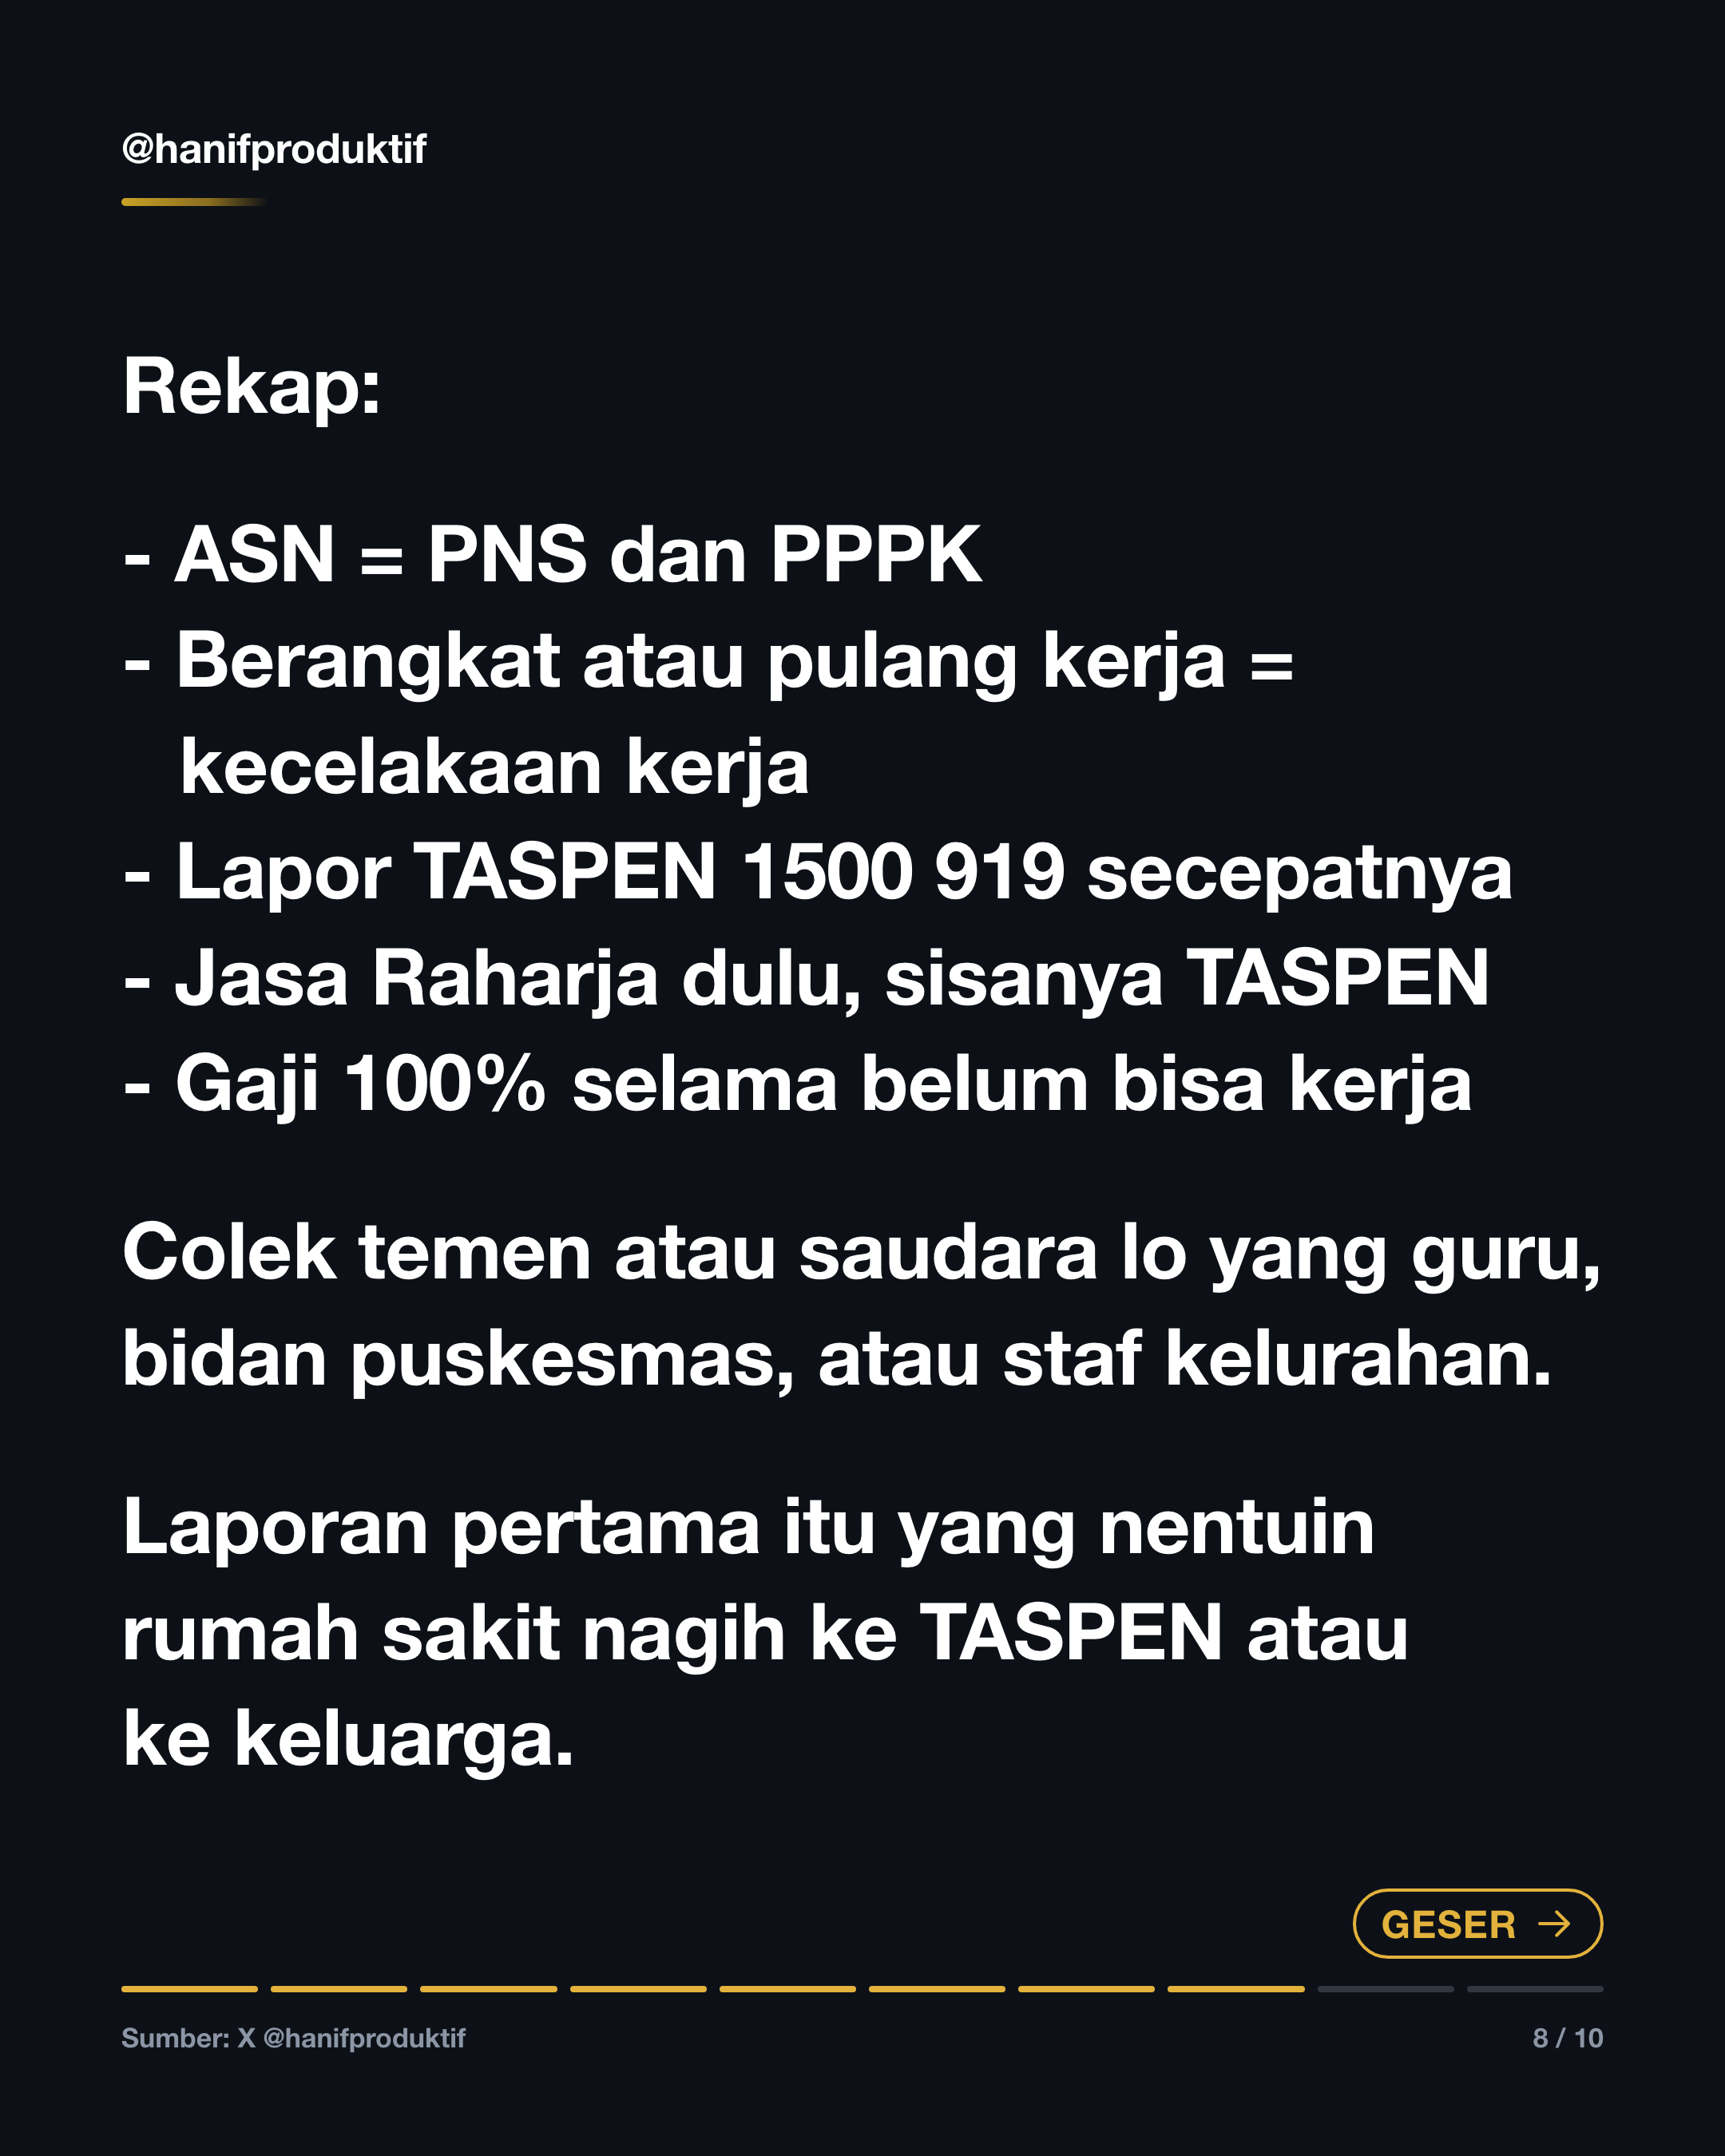 @hanifproduktif
Rekap:
- ASN = PNS dan PPPK
- Berangkat atau pulang kerja =
kecelakaan kerja
- Lapor TASPEN 1500 919 secepatnya
- Jasa Raharja dulu, sisanya TASPEN
- Gaji 100% selama belum bisa kerja
Colek temen atau saudara lo yang guru,
bidan puskesmas, atau staf kelurahan.
Laporan pertama itu yang nentuin
rumah sakit nagih ke TASPEN atau
ke keluarga.
GESER →
Sumber: X @hanifproduktif
8 / 10